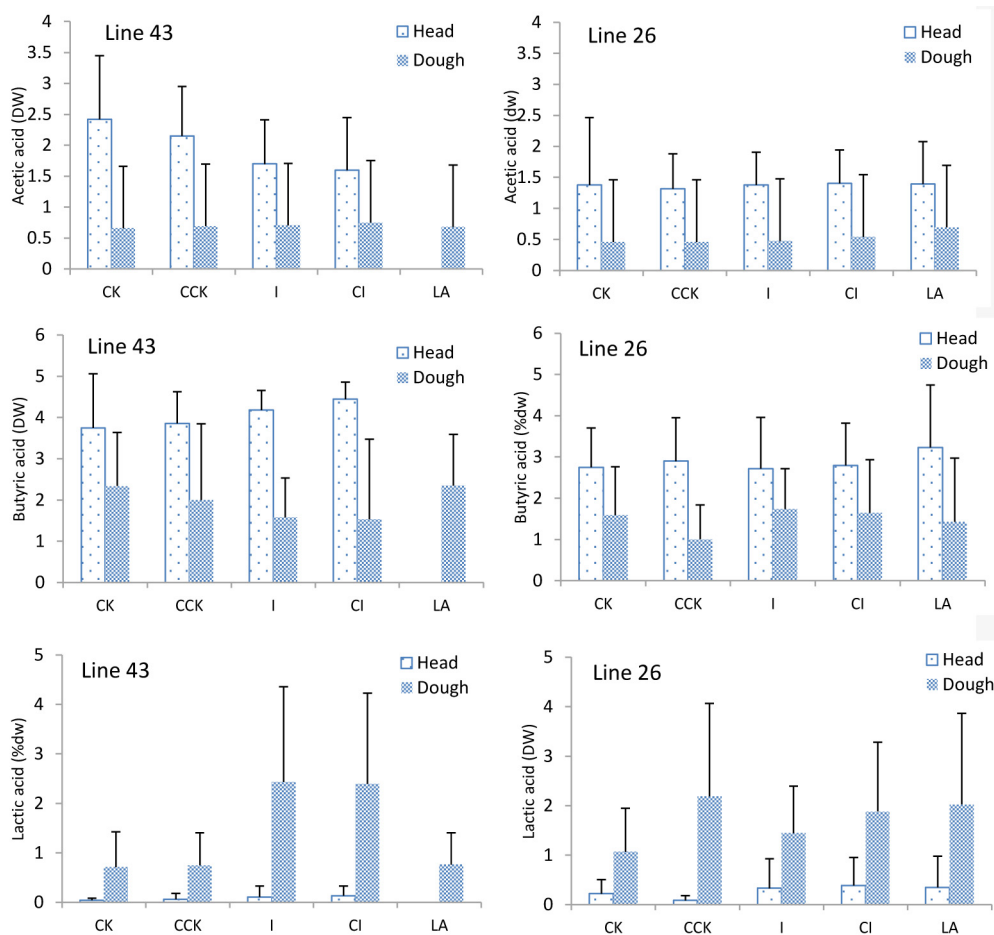 Line 43
Head
Dough
Acetic acid (DW)
4
3.5
3
2.5
2
1.5
1
0.5
0
CK CCK I CI LA
Line 26
Head
Dough
Acetic acid (dw)
4
3.5
3
2.5
2
1.5
1
0.5
0
CK CCK I CI LA
Line 43
Head
Dough
Butyric acid (DW)
6
5
4
3
2
1
0
CK CCK I CI LA
Line 26
Head
Dough
Butyric acid (%dw)
6
5
4
3
2
1
0
CK CCK I CI LA
Line 43
Head
Dough
Lactic acid (%dw)
5
4
3
2
1
0
CK CCK I CI LA
Line 26
Head
Dough
Lactic acid (DW)
5
4
3
2
1
0
CK CCK I CI LA